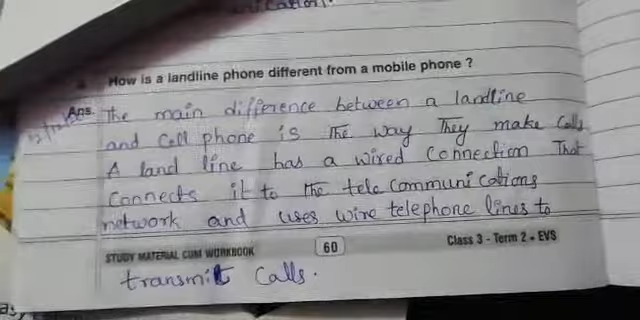 How is a landline phone different from a mobile phone ?
Ans The main difference between a landline
and cell phone is the way They make Calls
A land line has a wired connection That
Connects it to the tele communications
network and uses wire telephone lines to
STUDY MATERIAL CUM WORKBOOK 60 Class 3 - Term 2 • EVS
transmit Calls.